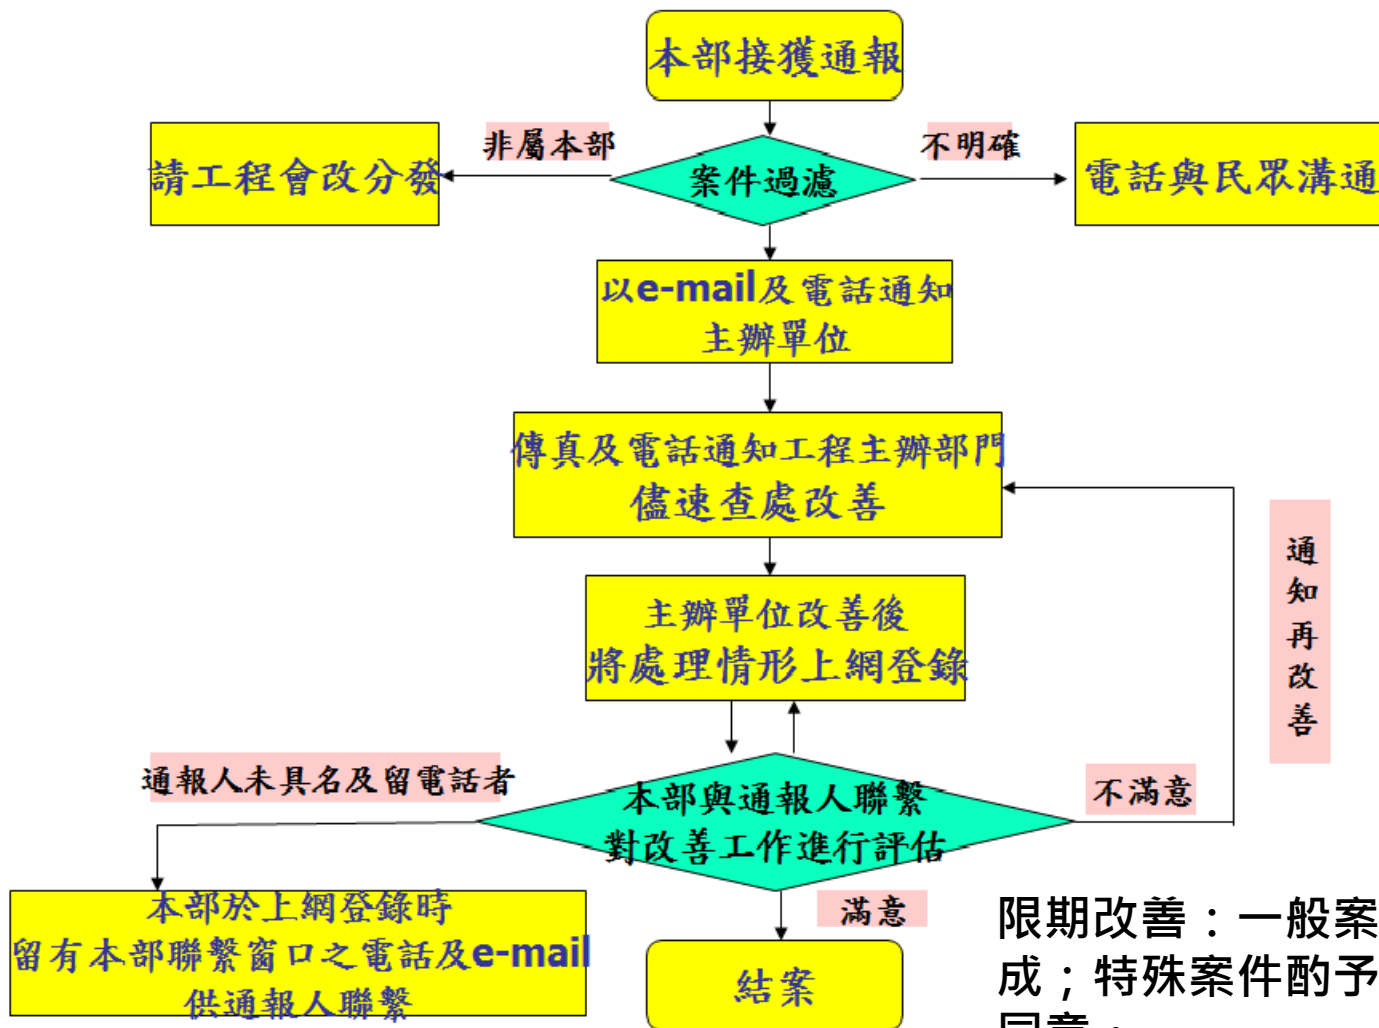 本部接獲通報
非屬本部
不明確
請工程會改分發
案件過濾
電話與民眾溝通
以e-mail及電話通知
主辦單位
傳真及電話通知工程主辦部門
儘速查處改善
通知再改善
主辦單位改善後
將處理情形上網登錄
通報人未具名及留電話者
本部與通報人聯繫
對改善工作進行評估
不滿意
本部於上網登錄時
留有本部聯繫窗口之電話及e-mail
供通報人聯繫
滿意
結案
限期改善：一般案
成；特殊案件酌予